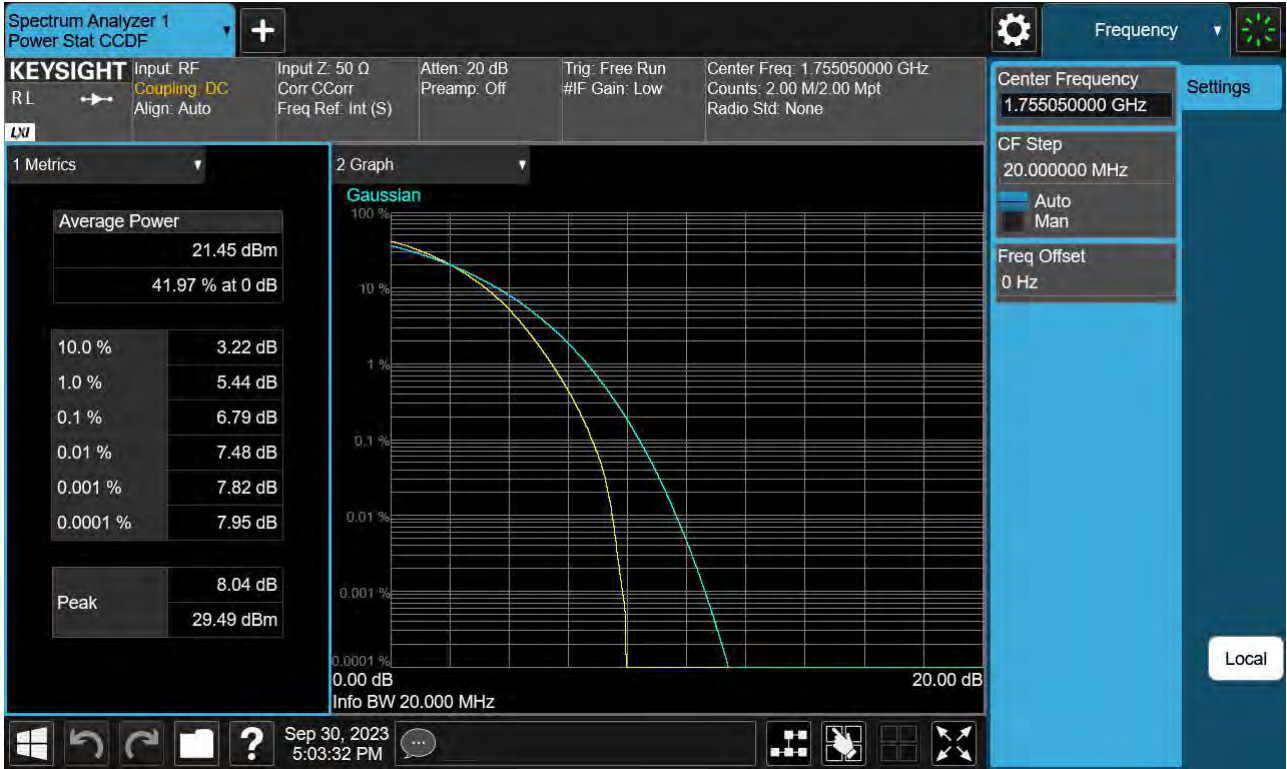 Spectrum Analyzer 1
Power Stat CCDF
Frequency
KEYSIGHT
RL
LXI
Input: RF
Coupling: DC
Align: Auto
Input Z: 50 Ω
Corr CCorr
Freq Ref: Int (S)
Atten: 20 dB
Preamp: Off
Trig: Free Run
#IF Gain: Low
Center Freq: 1.755050000 GHz
Counts: 2.00 M/2.00 Mpt
Radio Std: None
Center Frequency
1.755050000 GHz
Settings
CF Step
20.000000 MHz
Auto
Man
Freq Offset
0 Hz
1 Metrics
Average Power
21.45 dBm
41.97 % at 0 dB
10.0 % 3.22 dB
1.0 % 5.44 dB
0.1 % 6.79 dB
0.01 % 7.48 dB
0.001 % 7.82 dB
0.0001 % 7.95 dB
Peak
8.04 dB
29.49 dBm
2 Graph
Gaussian
100 %
10 %
1 %
0.1 %
0.01 %
0.001 %
0.0001 %
0.00 dB 20.00 dB
Info BW 20.000 MHz
Local
?
Sep 30, 2023
5:03:32 PM